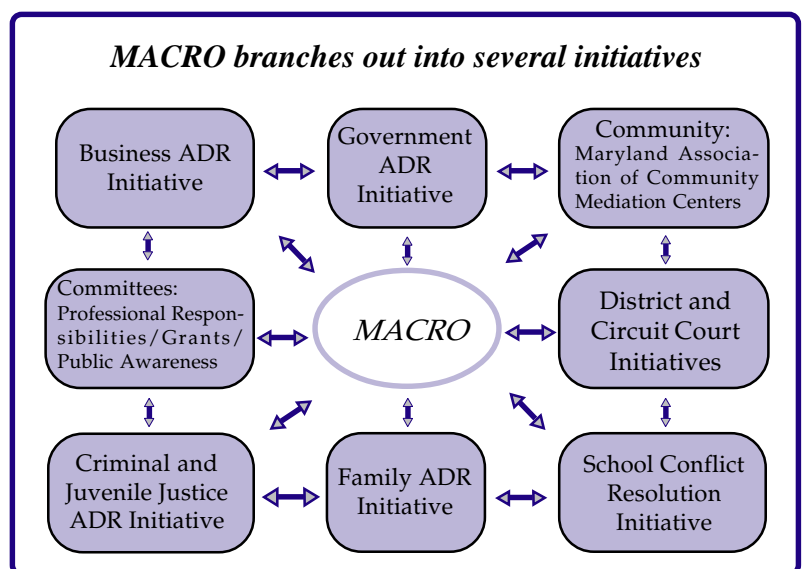 MACRO branches out into several initiatives
Business ADR
Initiative
Government
ADR
Initiative
Community:
Maryland Associa-
tion of Community
Mediation Centers
Committees:
Professional Respon-
sibilities/Grants/
Public Awareness
MACRO
District and
Circuit Court
Initiatives
Criminal and
Juvenile Justice
ADR Initiative
Family ADR
Initiative
School Conflict
Resolution
Initiative